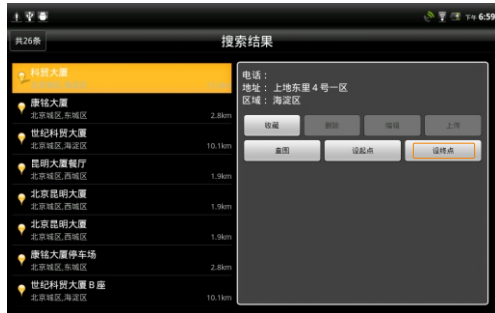 下午 6:59
共26条
搜索结果
科贸大厦
康铭大厦
北京城区,东城区
2.8km
世纪科贸大厦
北京城区,海淀区
10.1km
昆明大厦餐厅
北京城区,西城区
1.9km
北京昆明大厦
北京城区,西城区
1.9km
北京昆明大厦
北京城区,西城区
1.9km
康铭大厦停车场
北京城区,东城区
2.8km
世纪科贸大厦B座
北京城区,海淀区
10.1km
电话：
地址： 上地东里4号一区
区域： 海淀区
收藏
删除
编辑
上传
查图
设起点
设终点